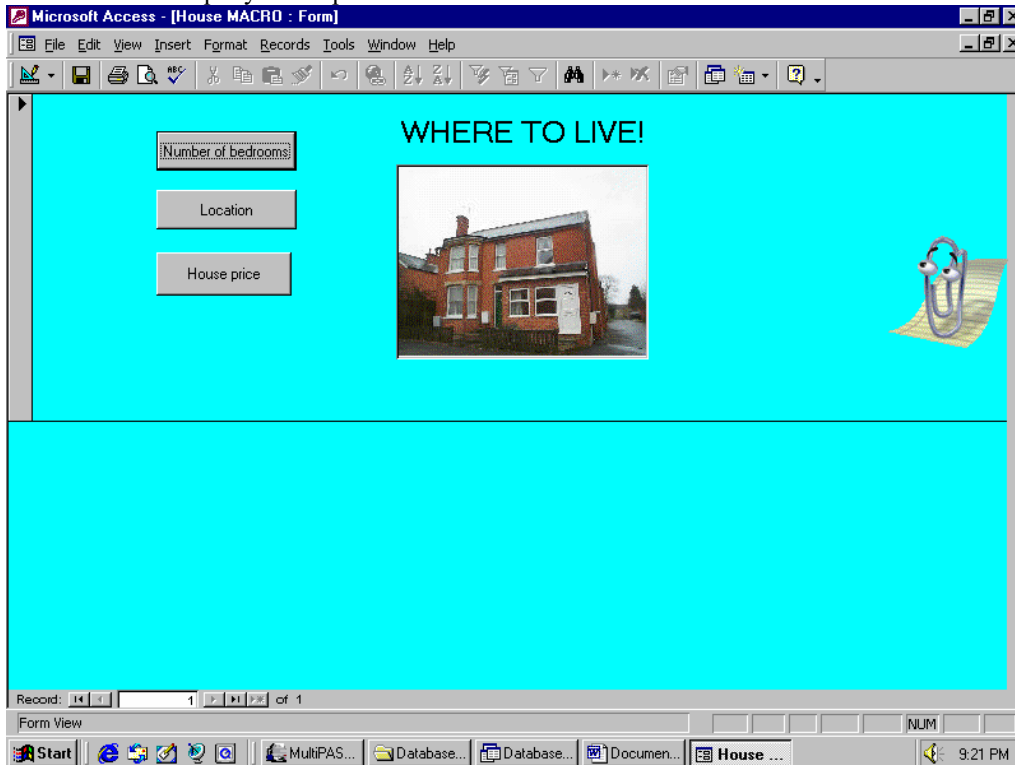 Microsoft Access - [House MACRO : Form]
File Edit View Insert Format Records Tools Window Help
WHERE TO LIVE!
Number of bedrooms
Location
House price
Record: 1 of 1
Form View NUM
Start MultiPAS... Database... Database... Documen... House ... 9:21 PM